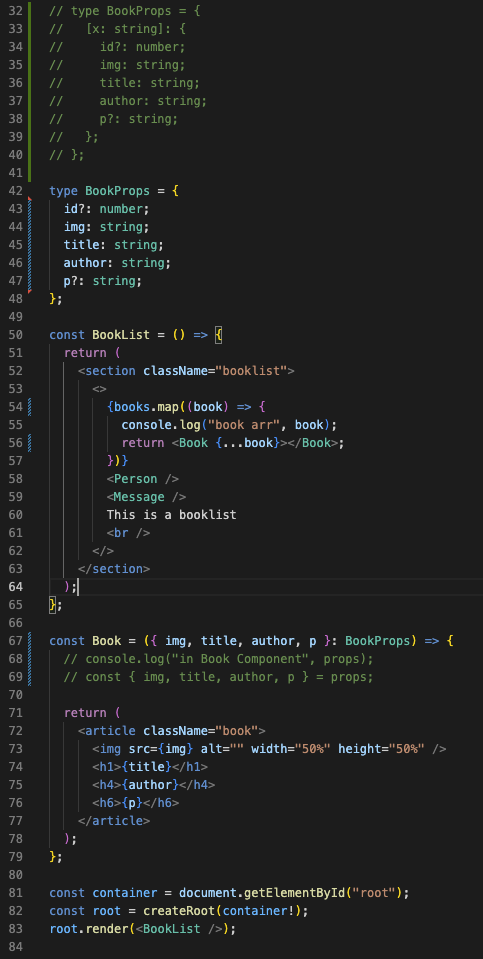 32 // type BookProps = {
33 //   [x: string]: {
34 //     id?: number;
35 //     img: string;
36 //     title: string;
37 //     author: string;
38 //     p?: string;
39 //   };
40 // };
41
42 type BookProps = {
43   id?: number;
44   img: string;
45   title: string;
46   author: string;
47   p?: string;
48 };
49
50 const BookList = () => {
51   return (
52     <section className="booklist">
53       <>
54         {books.map((book) => {
55           console.log("book arr", book);
56           return <Book {...book}></Book>;
57         })}
58         <Person />
59         <Message />
60         This is a booklist
61         <br />
62       </>
63     </section>
64   );
65 };
66
67 const Book = ({ img, title, author, p }: BookProps) => {
68   // console.log("in Book Component", props);
69   // const { img, title, author, p } = props;
70
71   return (
72     <article className="book">
73       <img src={img} alt="" width="50%" height="50%" />
74       <h1>{title}</h1>
75       <h4>{author}</h4>
76       <h6>{p}</h6>
77     </article>
78   );
79 };
80
81 const container = document.getElementById("root");
82 const root = createRoot(container!);
83 root.render(<BookList />);
84